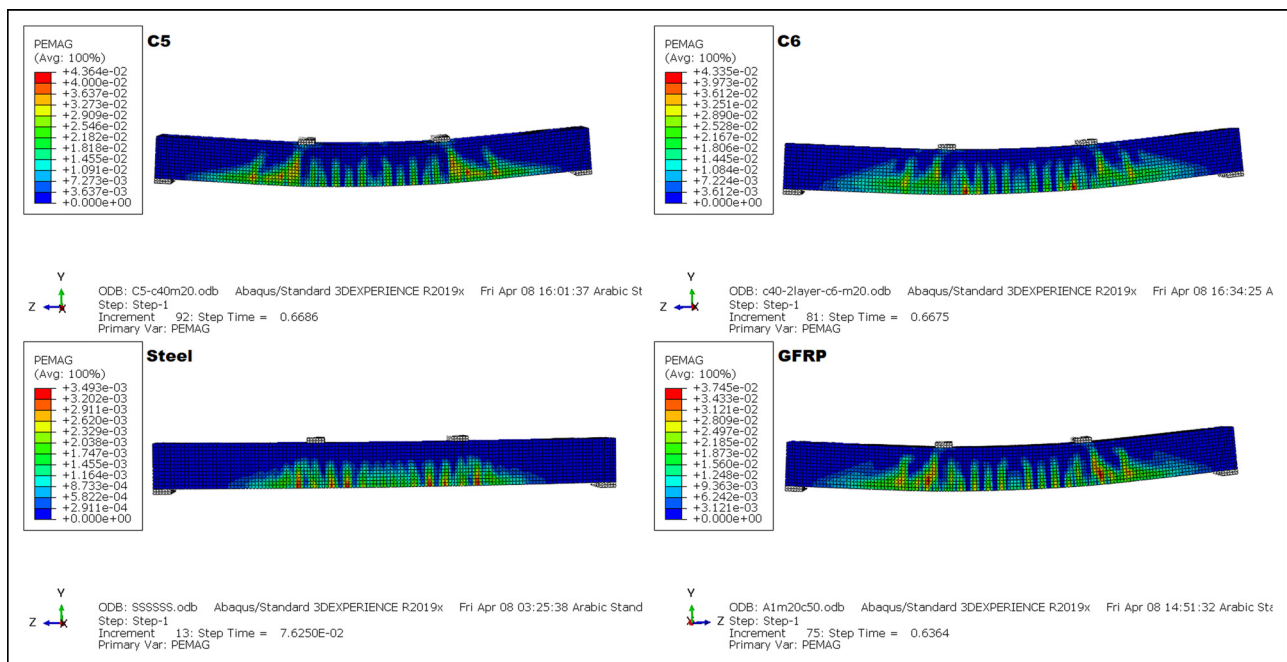 C5
PEMAG
(Avg: 100%)
+4.364e-02
+4.000e-02
+3.637e-02
+3.273e-02
+2.909e-02
+2.546e-02
+2.182e-02
+1.818e-02
+1.455e-02
+1.091e-02
+7.273e-03
+3.637e-03
+0.000e+00
Y
Z
X
ODB: C5-c40m20.odb Abaqus/Standard 3DEXPERIENCE R2019x Fri Apr 08 16:01:37 Arabic St
Step: Step-1
Increment 92: Step Time = 0.6686
Primary Var: PEMAG
C6
PEMAG
(Avg: 100%)
+4.335e-02
+3.973e-02
+3.612e-02
+3.251e-02
+2.890e-02
+2.528e-02
+2.167e-02
+1.806e-02
+1.445e-02
+1.084e-02
+7.224e-03
+3.612e-03
+0.000e+00
Y
Z
X
ODB: c40-2layer-c6-m20.odb Abaqus/Standard 3DEXPERIENCE R2019x Fri Apr 08 16:34:25 A
Step: Step-1
Increment 81: Step Time = 0.6675
Primary Var: PEMAG
Steel
PEMAG
(Avg: 100%)
+3.493e-03
+3.202e-03
+2.911e-03
+2.620e-03
+2.329e-03
+2.038e-03
+1.747e-03
+1.455e-03
+1.164e-03
+8.733e-04
+5.822e-04
+2.911e-04
+0.000e+00
Y
Z
X
ODB: SSSSSS.odb Abaqus/Standard 3DEXPERIENCE R2019x Fri Apr 08 03:25:38 Arabic Stand
Step: Step-1
Increment 13: Step Time = 7.6250E-02
Primary Var: PEMAG
GFRP
PEMAG
(Avg: 100%)
+3.745e-02
+3.433e-02
+3.121e-02
+2.809e-02
+2.497e-02
+2.185e-02
+1.873e-02
+1.560e-02
+1.248e-02
+9.363e-03
+6.242e-03
+3.121e-03
+0.000e+00
Y
X
Z
ODB: A1m20c50.odb Abaqus/Standard 3DEXPERIENCE R2019x Fri Apr 08 14:51:32 Arabic Sta
Step: Step-1
Increment 75: Step Time = 0.6364
Primary Var: PEMAG